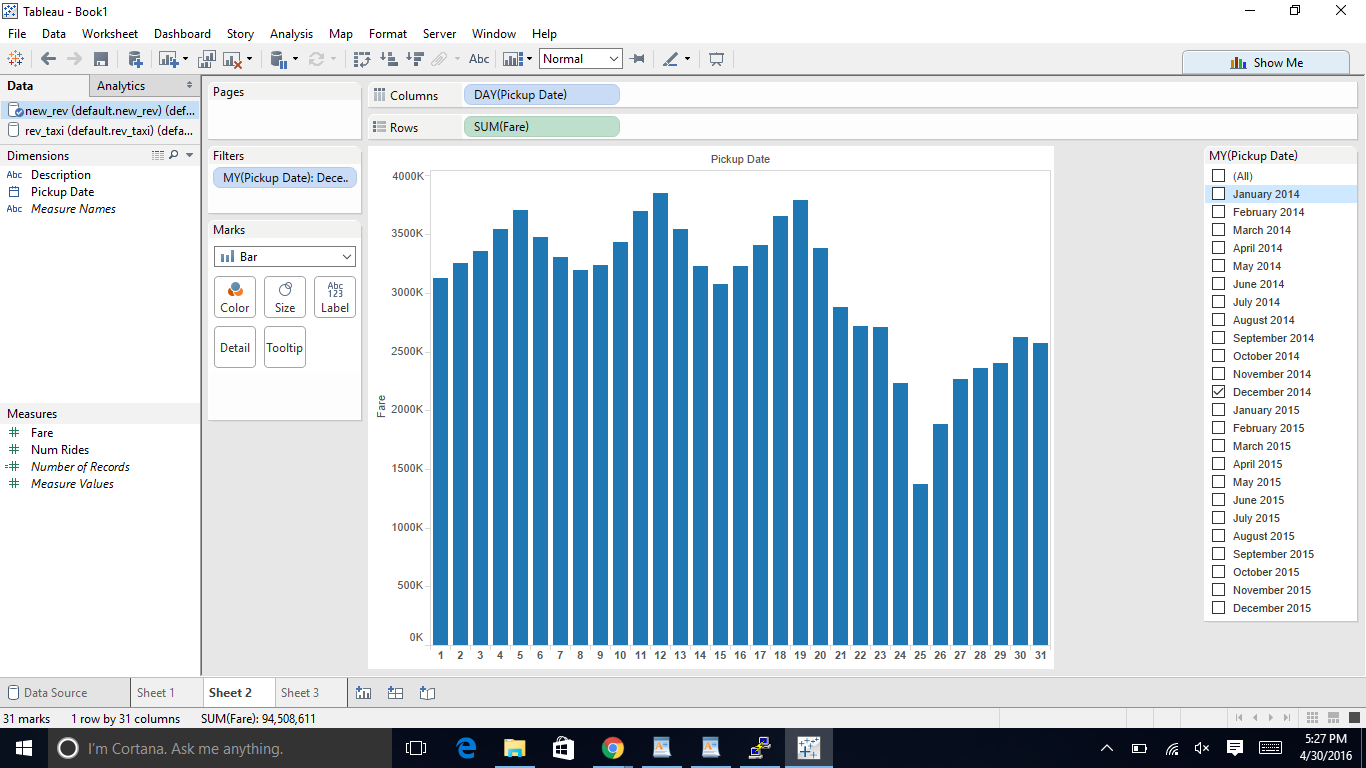 Tableau - Book1
File Data Worksheet Dashboard Story Analysis Map Format Server Window Help
Abc Normal Show Me
Data Analytics
new_rev (default.new_rev) (def...
rev_taxi (default.rev_taxi) (defa...
Dimensions
Abc Description
Pickup Date
Abc Measure Names
Measures
Fare
Num Rides
Number of Records
Measure Values
Pages
Filters
MY(Pickup Date): Dece..
Marks
Bar
Abc
123
Color Size Label
Detail Tooltip
Columns DAY(Pickup Date)
Rows SUM(Fare)
Pickup Date
4000K
3500K
3000K
2500K
2000K
1500K
1000K
500K
0K
Fare
1 2 3 4 5 6 7 8 9 10 11 12 13 14 15 16 17 18 19 20 21 22 23 24 25 26 27 28 29 30 31
MY(Pickup Date)
(All)
January 2014
February 2014
March 2014
April 2014
May 2014
June 2014
July 2014
August 2014
September 2014
October 2014
November 2014
December 2014
January 2015
February 2015
March 2015
April 2015
May 2015
June 2015
July 2015
August 2015
September 2015
October 2015
November 2015
December 2015
Data Source Sheet 1 Sheet 2 Sheet 3
31 marks 1 row by 31 columns SUM(Fare): 94,508,611
I'm Cortana. Ask me anything.
5:27 PM
4/30/2016